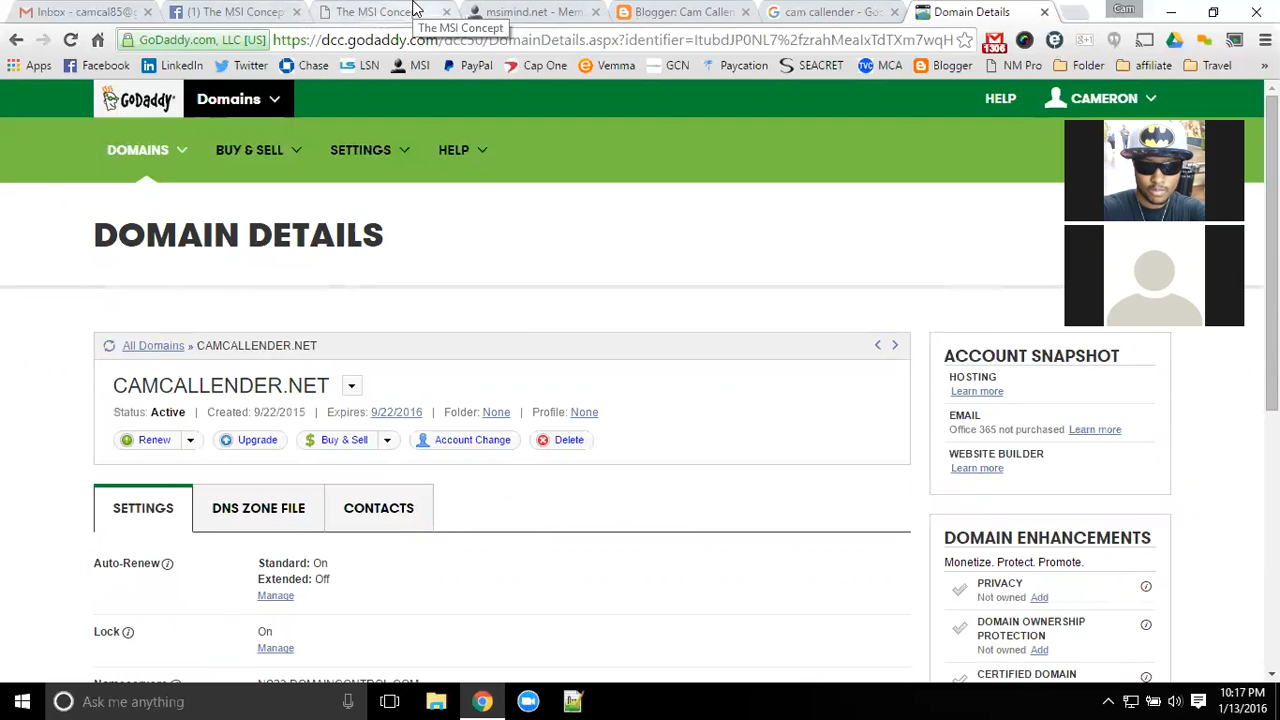 Inbox - camcal85@g
(1) The MSI Concep
The MSI Conce
msimind.net - Mem
Blogger: Cam Callen
cam callender - Goo
Domain Details
Cam
The MSI Concept
GoDaddy.com, LLC [US]
https://dcc.godaddy.com/dcc50/DomainDetails.aspx?identifier=ItubdJP0NL7%2fzrahMeaIxTdTXm7wqH
1306
Apps
Facebook
LinkedIn
Twitter
Chase
LSN
MSI
PayPal
Cap One
Vemma
GCN
Paycation
SEACRET
MCA
Blogger
NM Pro
Folder
affiliate
Travel
GoDaddy
Domains
HELP
CAMERON
DOMAINS
BUY & SELL
SETTINGS
HELP
DOMAIN DETAILS
All Domains » CAMCALLENDER.NET
CAMCALLENDER.NET
Status: Active | Created: 9/22/2015 | Expires: 9/22/2016 | Folder: None | Profile: None
Renew
Upgrade
Buy & Sell
Account Change
Delete
SETTINGS
DNS ZONE FILE
CONTACTS
Auto-Renew
Standard: On
Extended: Off
Manage
Lock
On
Manage
ACCOUNT SNAPSHOT
HOSTING
Learn more
EMAIL
Office 365 not purchased Learn more
WEBSITE BUILDER
Learn more
DOMAIN ENHANCEMENTS
Monetize. Protect. Promote.
PRIVACY
Not owned Add
DOMAIN OWNERSHIP
PROTECTION
Not owned Add
CERTIFIED DOMAIN
Ask me anything
10:17 PM
1/13/2016